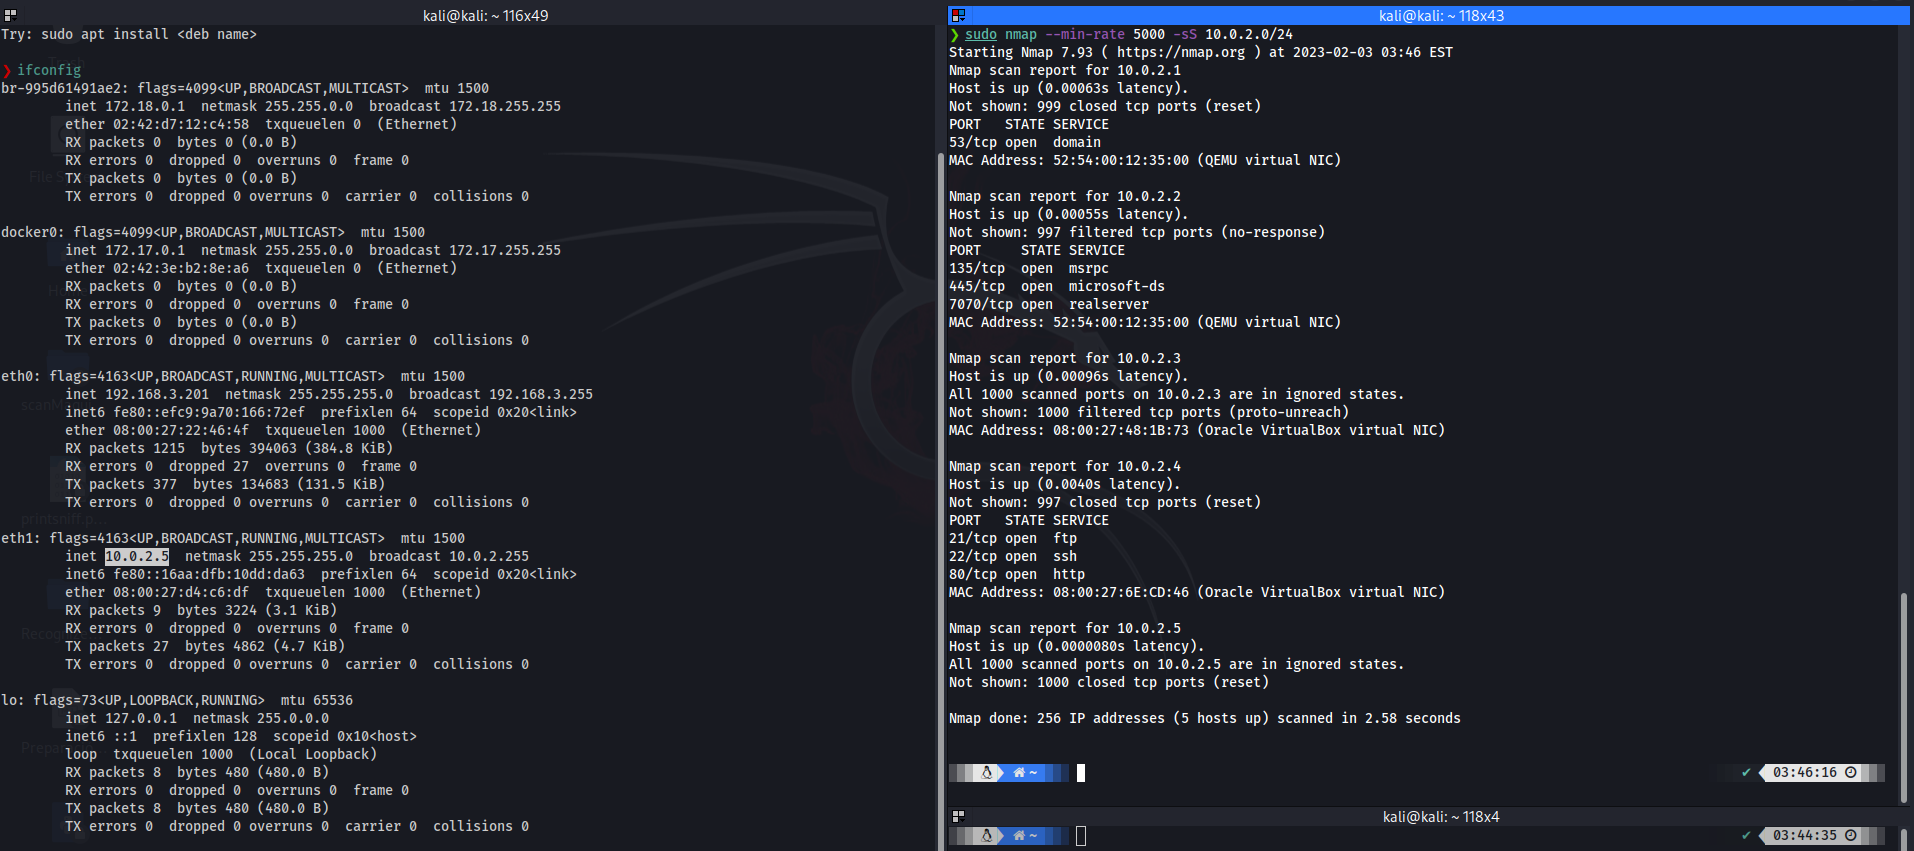 kali@kali: ~ 116x49
Try: sudo apt install <deb name>
❯ ifconfig
br-995d61491ae2: flags=4099<UP,BROADCAST,MULTICAST>  mtu 1500
        inet 172.18.0.1  netmask 255.255.0.0  broadcast 172.18.255.255
        ether 02:42:d7:12:c4:58  txqueuelen 0  (Ethernet)
        RX packets 0  bytes 0 (0.0 B)
        RX errors 0  dropped 0  overruns 0  frame 0
        TX packets 0  bytes 0 (0.0 B)
        TX errors 0  dropped 0 overruns 0  carrier 0  collisions 0
docker0: flags=4099<UP,BROADCAST,MULTICAST>  mtu 1500
        inet 172.17.0.1  netmask 255.255.0.0  broadcast 172.17.255.255
        ether 02:42:3e:b2:8e:a6  txqueuelen 0  (Ethernet)
        RX packets 0  bytes 0 (0.0 B)
        RX errors 0  dropped 0  overruns 0  frame 0
        TX packets 0  bytes 0 (0.0 B)
        TX errors 0  dropped 0 overruns 0  carrier 0  collisions 0
eth0: flags=4163<UP,BROADCAST,RUNNING,MULTICAST>  mtu 1500
        inet 192.168.3.201  netmask 255.255.255.0  broadcast 192.168.3.255
        inet6 fe80::efc9:9a70:166:72ef  prefixlen 64  scopeid 0x20<link>
        ether 08:00:27:22:46:4f  txqueuelen 1000  (Ethernet)
        RX packets 1215  bytes 394063 (384.8 KiB)
        RX errors 0  dropped 27  overruns 0  frame 0
        TX packets 377  bytes 134683 (131.5 KiB)
        TX errors 0  dropped 0 overruns 0  carrier 0  collisions 0
eth1: flags=4163<UP,BROADCAST,RUNNING,MULTICAST>  mtu 1500
        inet 10.0.2.5  netmask 255.255.255.0  broadcast 10.0.2.255
        inet6 fe80::16aa:dfb:10dd:da63  prefixlen 64  scopeid 0x20<link>
        ether 08:00:27:d4:c6:df  txqueuelen 1000  (Ethernet)
        RX packets 9  bytes 3224 (3.1 KiB)
        RX errors 0  dropped 0  overruns 0  frame 0
        TX packets 27  bytes 4862 (4.7 KiB)
        TX errors 0  dropped 0 overruns 0  carrier 0  collisions 0
lo: flags=73<UP,LOOPBACK,RUNNING>  mtu 65536
        inet 127.0.0.1  netmask 255.0.0.0
        inet6 ::1  prefixlen 128  scopeid 0x10<host>
        loop  txqueuelen 1000  (Local Loopback)
        RX packets 8  bytes 480 (480.0 B)
        RX errors 0  dropped 0  overruns 0  frame 0
        TX packets 8  bytes 480 (480.0 B)
        TX errors 0  dropped 0 overruns 0  carrier 0  collisions 0
kali@kali: ~ 118x43
❯ sudo nmap --min-rate 5000 -sS 10.0.2.0/24
Starting Nmap 7.93 ( https://nmap.org ) at 2023-02-03 03:46 EST
Nmap scan report for 10.0.2.1
Host is up (0.00063s latency).
Not shown: 999 closed tcp ports (reset)
PORT   STATE SERVICE
53/tcp open  domain
MAC Address: 52:54:00:12:35:00 (QEMU virtual NIC)
Nmap scan report for 10.0.2.2
Host is up (0.00055s latency).
Not shown: 997 filtered tcp ports (no-response)
PORT     STATE SERVICE
135/tcp  open  msrpc
445/tcp  open  microsoft-ds
7070/tcp open  realserver
MAC Address: 52:54:00:12:35:00 (QEMU virtual NIC)
Nmap scan report for 10.0.2.3
Host is up (0.00096s latency).
All 1000 scanned ports on 10.0.2.3 are in ignored states.
Not shown: 1000 filtered tcp ports (proto-unreach)
MAC Address: 08:00:27:48:1B:73 (Oracle VirtualBox virtual NIC)
Nmap scan report for 10.0.2.4
Host is up (0.0040s latency).
Not shown: 997 closed tcp ports (reset)
PORT   STATE SERVICE
21/tcp open  ftp
22/tcp open  ssh
80/tcp open  http
MAC Address: 08:00:27:6E:CD:46 (Oracle VirtualBox virtual NIC)
Nmap scan report for 10.0.2.5
Host is up (0.0000080s latency).
All 1000 scanned ports on 10.0.2.5 are in ignored states.
Not shown: 1000 closed tcp ports (reset)
Nmap done: 256 IP addresses (5 hosts up) scanned in 2.58 seconds
~ ✔ 03:46:16
kali@kali: ~ 118x4
~ ✔ 03:44:35